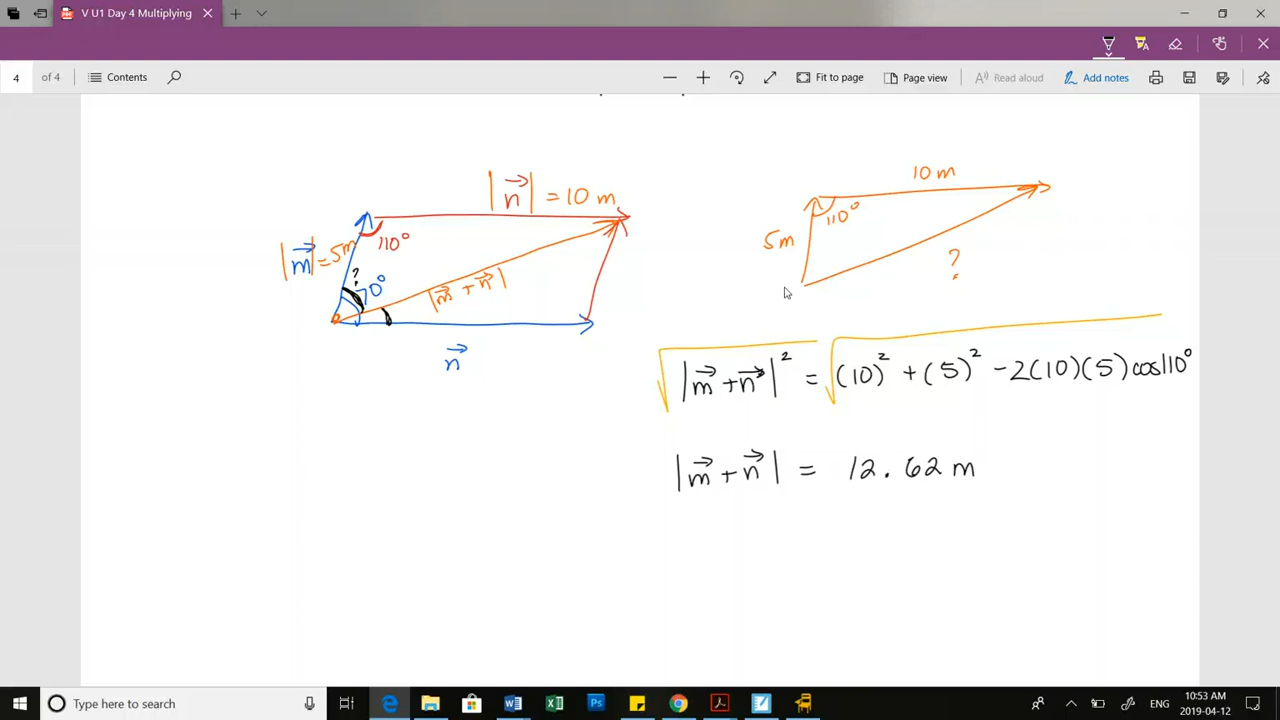 V U1 Day 4 Multiplying
4 of 4 Contents Fit to page Page view Read aloud Add notes
|n| = 10 m
|m| = 5m
110°
?
70°
|m + n|
n
10 m
110°
5m
?
√|m + n|² = √(10)² + (5)² - 2(10)(5) cos110°
|m + n| = 12.62 m
Type here to search
ENG
10:53 AM
2019-04-12